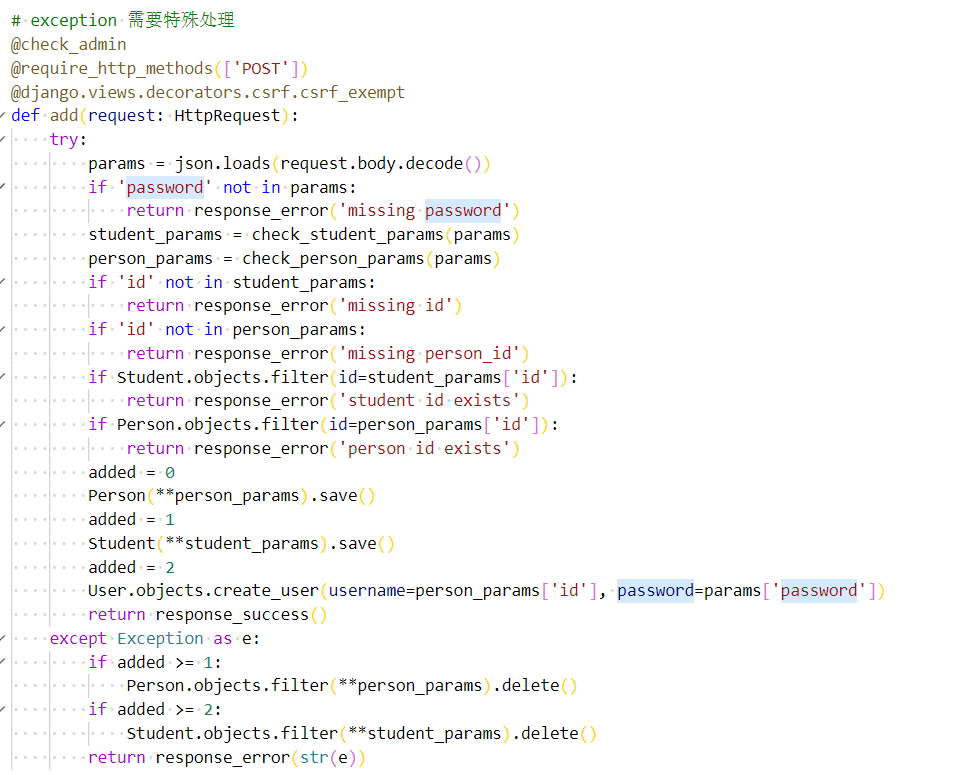 # exception 需要特殊处理
@check_admin
@require_http_methods(['POST'])
@django.views.decorators.csrf.csrf_exempt
def add(request: HttpRequest):
    try:
        params = json.loads(request.body.decode())
        if 'password' not in params:
            return response_error('missing password')
        student_params = check_student_params(params)
        person_params = check_person_params(params)
        if 'id' not in student_params:
            return response_error('missing id')
        if 'id' not in person_params:
            return response_error('missing person_id')
        if Student.objects.filter(id=student_params['id']):
            return response_error('student id exists')
        if Person.objects.filter(id=person_params['id']):
            return response_error('person id exists')
        added = 0
        Person(**person_params).save()
        added = 1
        Student(**student_params).save()
        added = 2
        User.objects.create_user(username=person_params['id'], password=params['password'])
        return response_success()
    except Exception as e:
        if added >= 1:
            Person.objects.filter(**person_params).delete()
        if added >= 2:
            Student.objects.filter(**student_params).delete()
        return response_error(str(e))